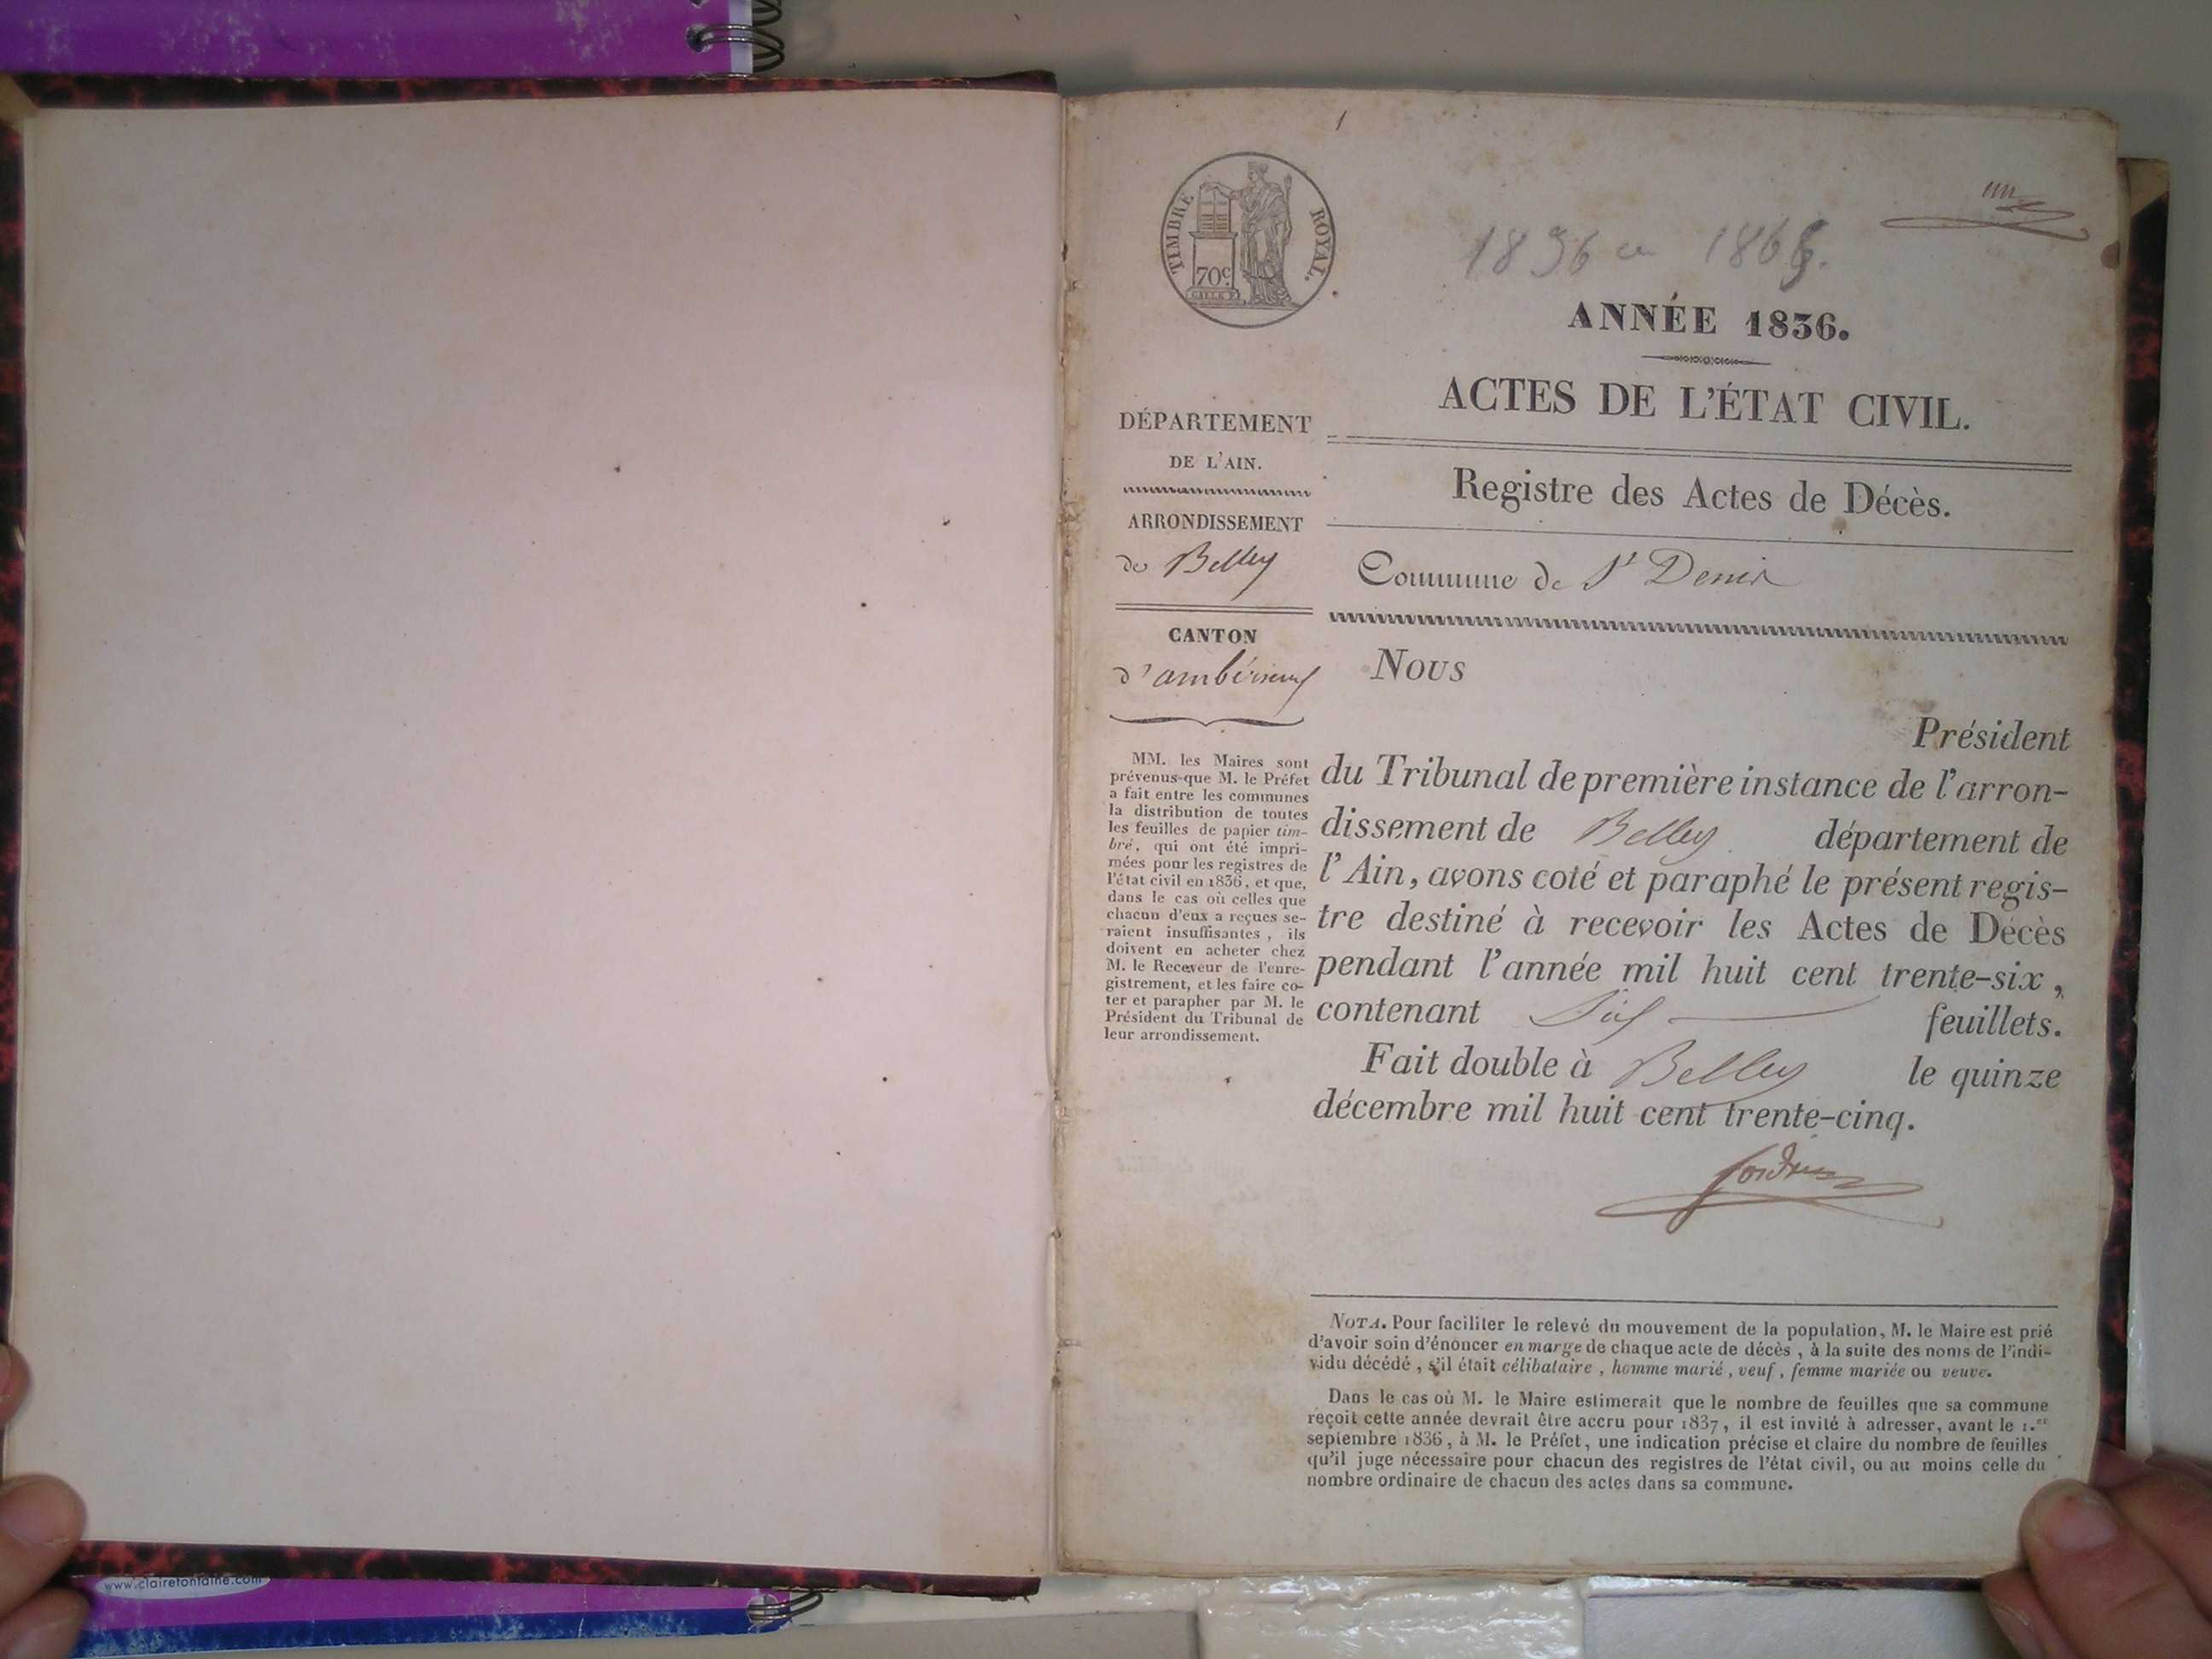 1
TIMBRE ROYAL.
70c.
un
1836 a 1865.
ANNÉE 1836.
ACTES DE L'ÉTAT CIVIL.
DÉPARTEMENT
DE L'AIN.
ARRONDISSEMENT
de Belley
CANTON
d'ambérieux
MM. les Maires sont
prévenus que M. le Préfet
a fait entre les communes
la distribution de toutes
les feuilles de papier tim-
bré, qui ont été impri-
mées pour les registres de
l'état civil en 1836, et que,
dans le cas où celles que
chacun d'eux a reçues se-
raient insuffisantes, ils
doivent en acheter chez
M. le Receveur de l'enre-
gistrement, et les faire co-
ter et parapher par M. le
Président du Tribunal de
leur arrondissement.
Registre des Actes de Décès.
Commune de St Denis
Nous
Président
du Tribunal de première instance de l'arron-
dissement de Belley département de
l'Ain, avons coté et paraphé le présent regis-
tre destiné à recevoir les Actes de Décès
pendant l'année mil huit cent trente-six,
contenant Six feuillets.
Fait double à Belley le quinze
décembre mil huit cent trente-cinq.
NOTA. Pour faciliter le relevé du mouvement de la population, M. le Maire est prié
d'avoir soin d'énoncer en marge de chaque acte de décès, à la suite des noms de l'indi-
vidu décédé, s'il était célibataire, homme marié, veuf, femme mariée ou veuve.
Dans le cas où M. le Maire estimerait que le nombre de feuilles que sa commune
reçoit cette année devrait être accru pour 1837, il est invité à adresser, avant le 1.er
septembre 1836, à M. le Préfet, une indication précise et claire du nombre de feuilles
qu'il juge nécessaire pour chacun des registres de l'état civil, ou au moins celle du
nombre ordinaire de chacun des actes dans sa commune.
www.clairefontaine.com